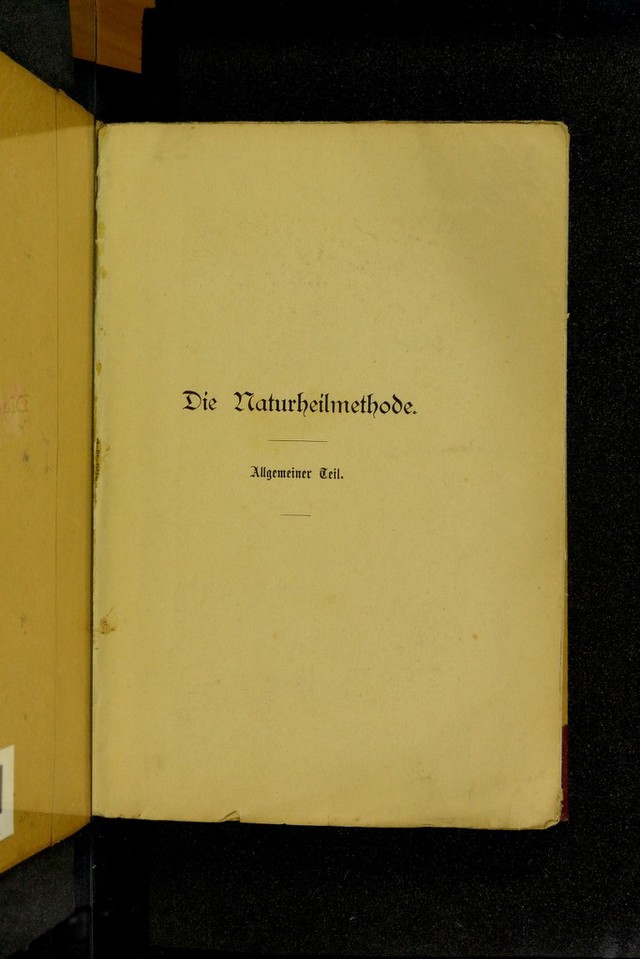 Die Naturheilmethode.
Allgemeiner Teil.